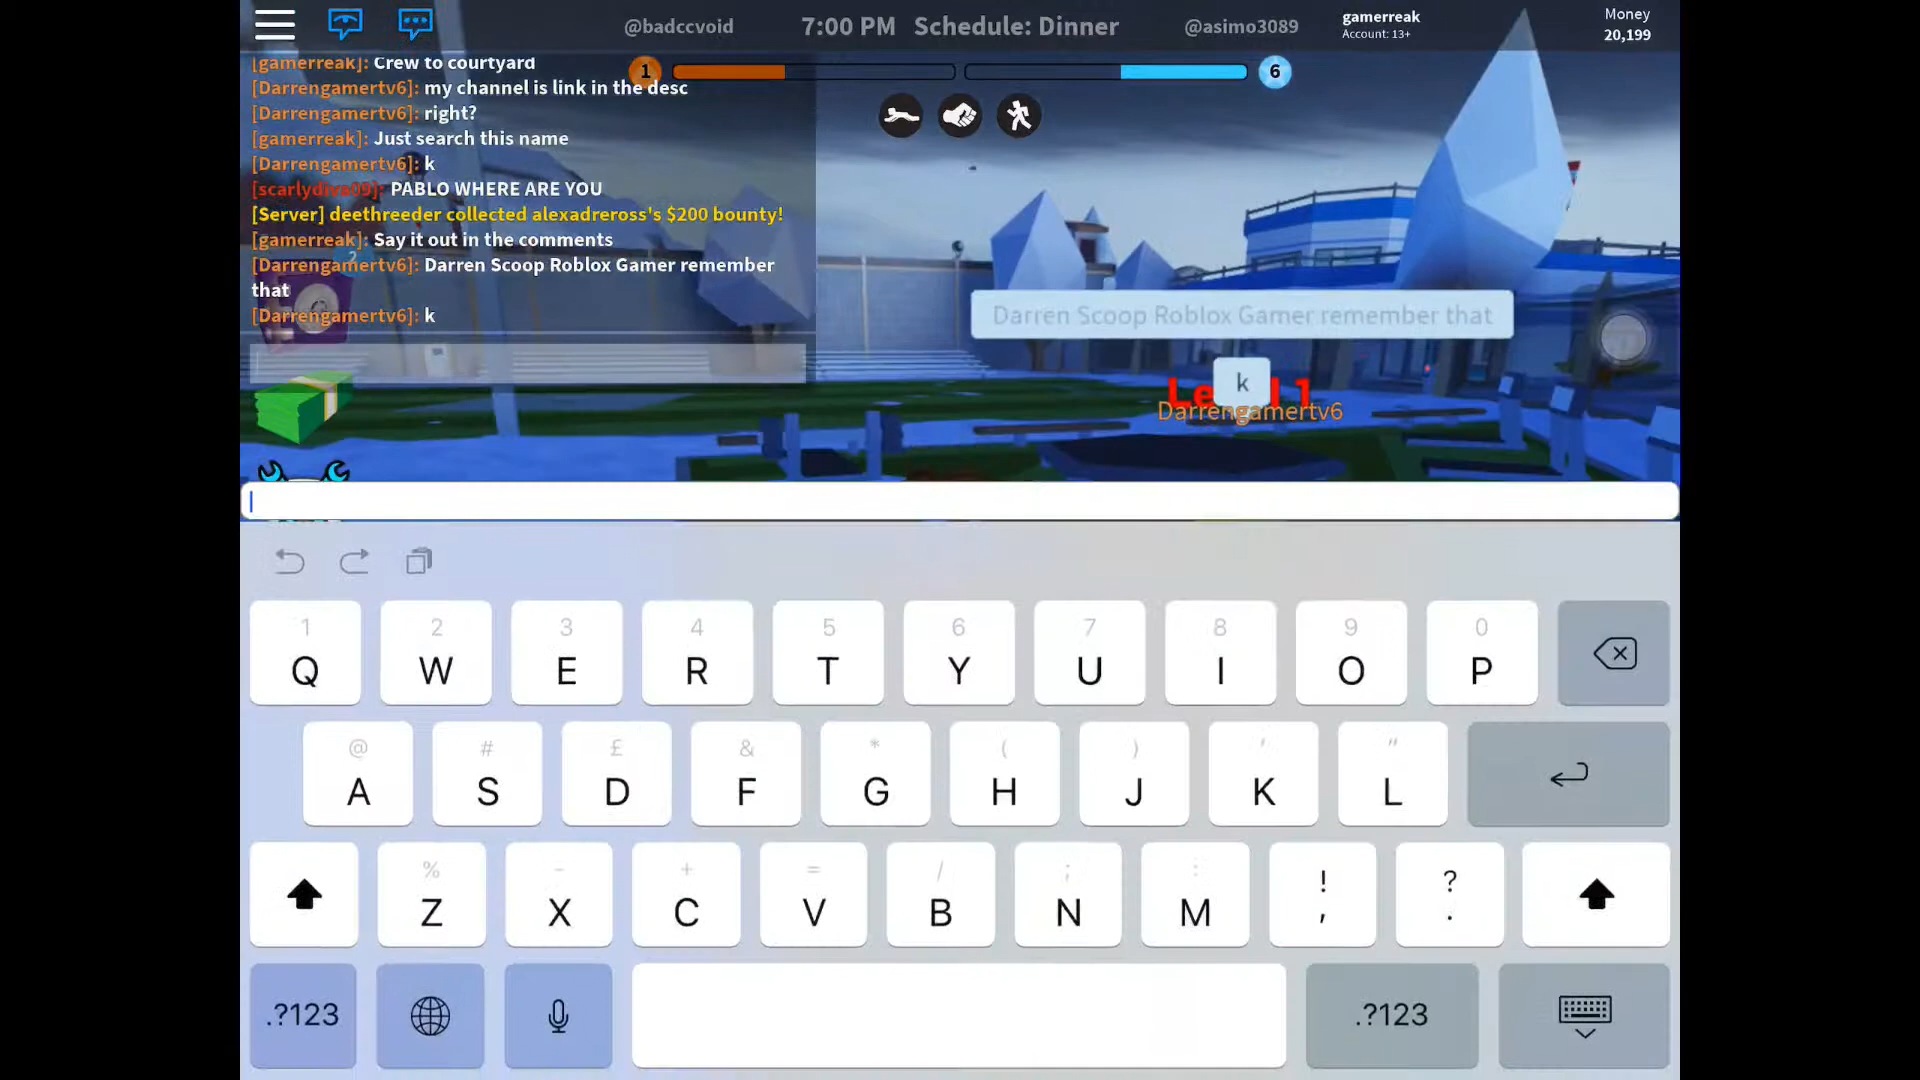 @badccvoid 7:00 PM Schedule: Dinner @asimo3089 gamerreak Money
Account: 13+ 20,199
[gamerreak]: Crew to courtyard
1 6
[Darrengamertv6]: my channel is link in the desc
[Darrengamertv6]: right?
[gamerreak]: Just search this name
[Darrengamertv6]: k
[scarlydiva09]: PABLO WHERE ARE YOU
[Server] deethreeder collected alexadreross's $200 bounty!
[gamerreak]: Say it out in the comments
2
[Darrengamertv6]: Darren Scoop Roblox Gamer remember
that
[Darrengamertv6]: k
Darren Scoop Roblox Gamer remember that
k
Darrengamertv6
1 2 3 4 5 6 7 8 9 0
Q W E R T Y U I O P
@ # £ & * ( ) ' "
A S D F G H J K L
% - + = / ; : ! ?
Z X C V B N M , .
.?123 .?123